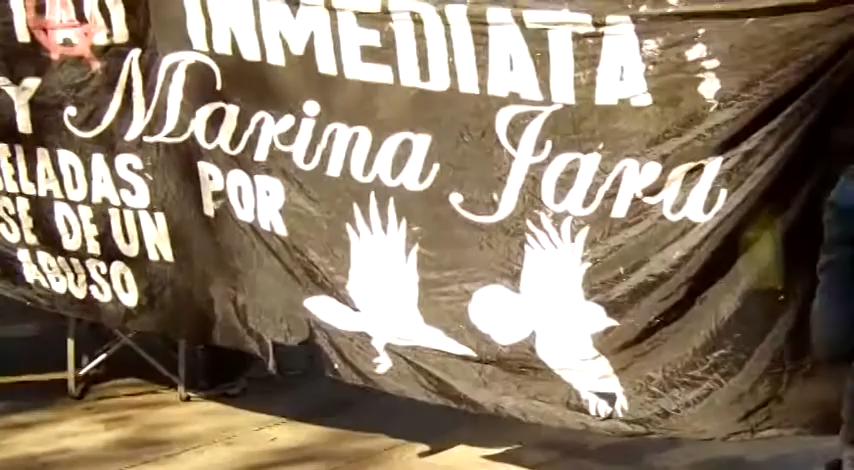 INMEDIATA
Y Marina Jara
ELADAS POR
SE DE UN
ABUSO